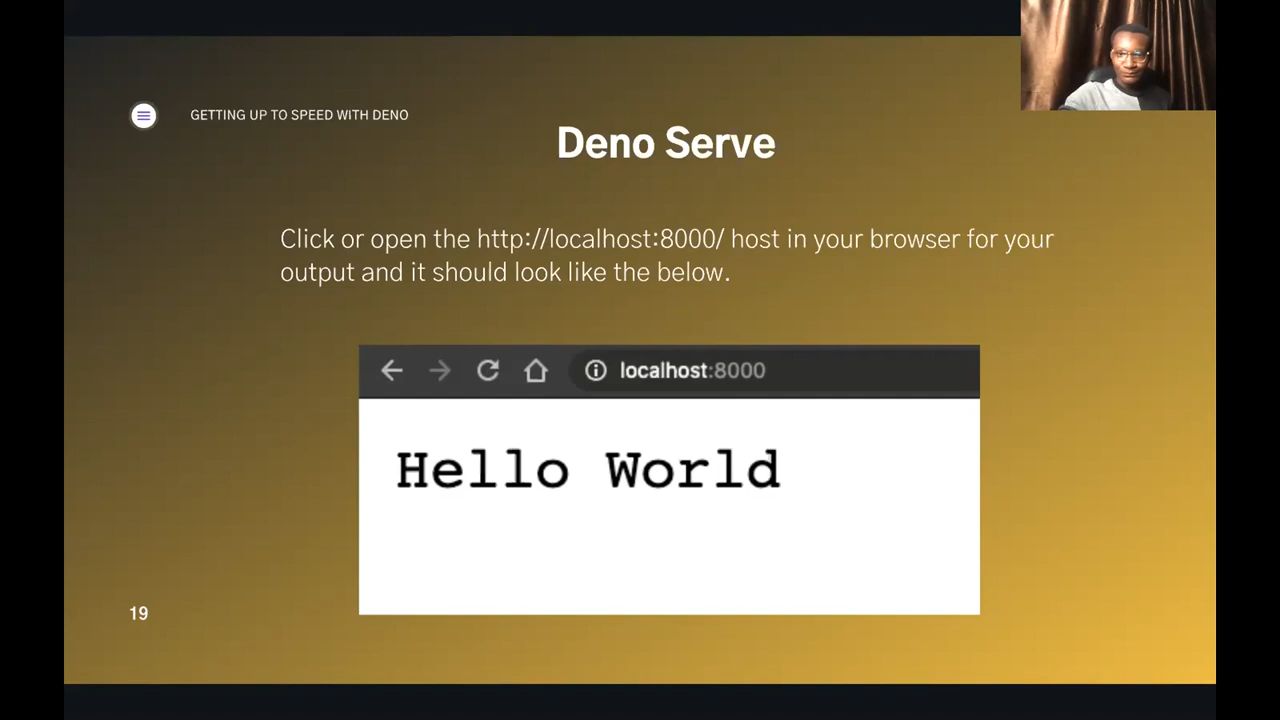 GETTING UP TO SPEED WITH DENO
Deno Serve
Click or open the http://localhost:8000/ host in your browser for your
output and it should look like the below.
localhost:8000
Hello World
19